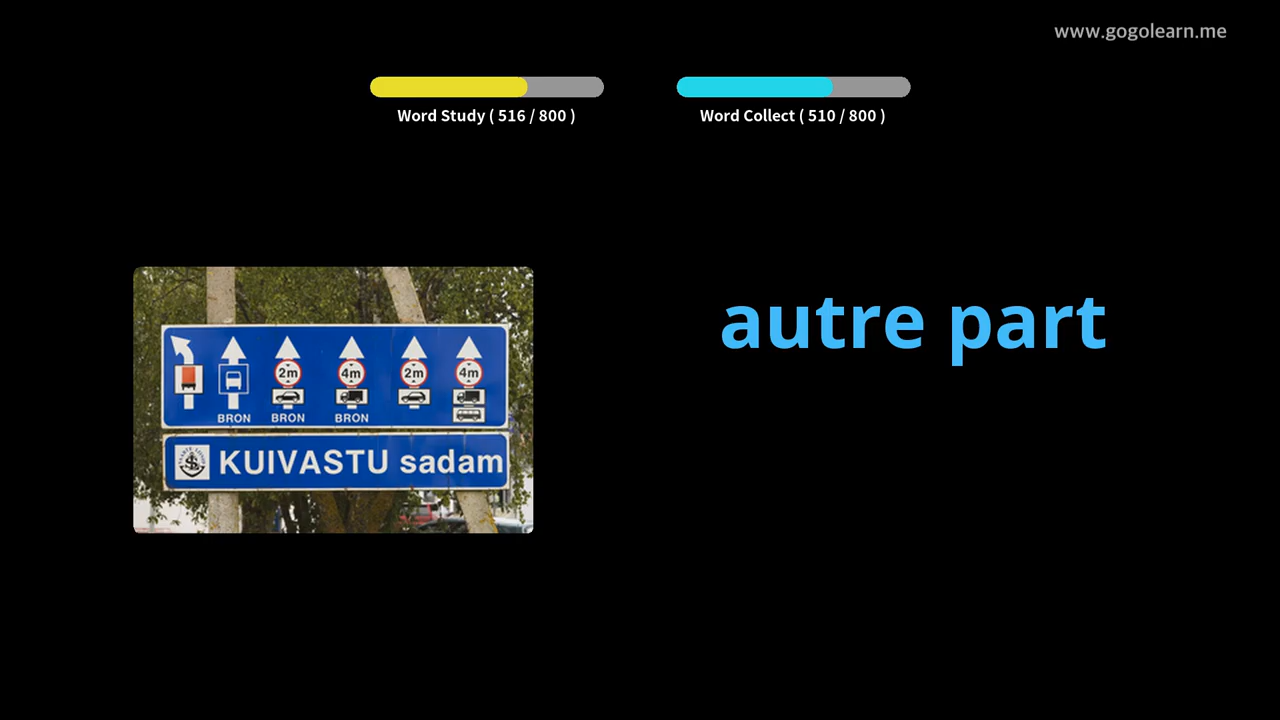 www.gogolearn.me
Word Study ( 516 / 800 )
Word Collect ( 510 / 800 )
autre part
2m 4m 2m 4m
BRON BRON BRON
KUIVASTU sadam